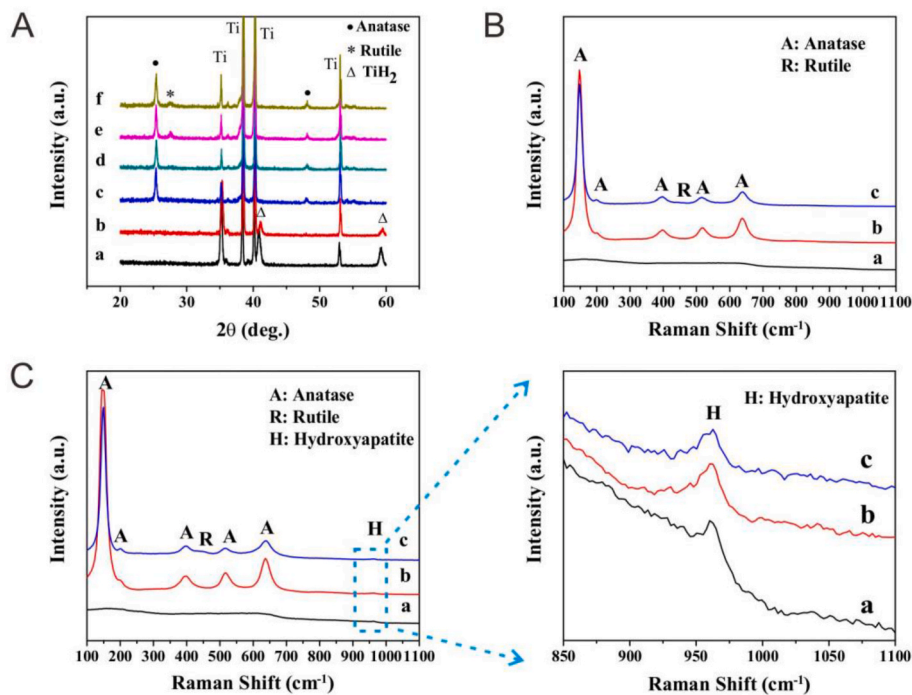 A
Intensity (a.u.)
Ti
Ti
Ti
Ti
● Anatase
* Rutile
Δ TiH₂
●
*
●
Δ
Δ
f
e
d
c
b
a
20 30 40 50 60
2θ (deg.)
B
Intensity (a.u.)
A: Anatase
R: Rutile
A
A A R A A
c
b
a
100 200 300 400 500 600 700 800 900 1000 1100
Raman Shift (cm⁻¹)
C
Intensity (a.u.)
A: Anatase
R: Rutile
H: Hydroxyapatite
A
A A R A A H
c
b
a
100 200 300 400 500 600 700 800 900 1000 1100
Raman Shift (cm⁻¹)
Intensity (a.u.)
H: Hydroxyapatite
H
c
b
a
850 900 950 1000 1050 1100
Raman Shift (cm⁻¹)